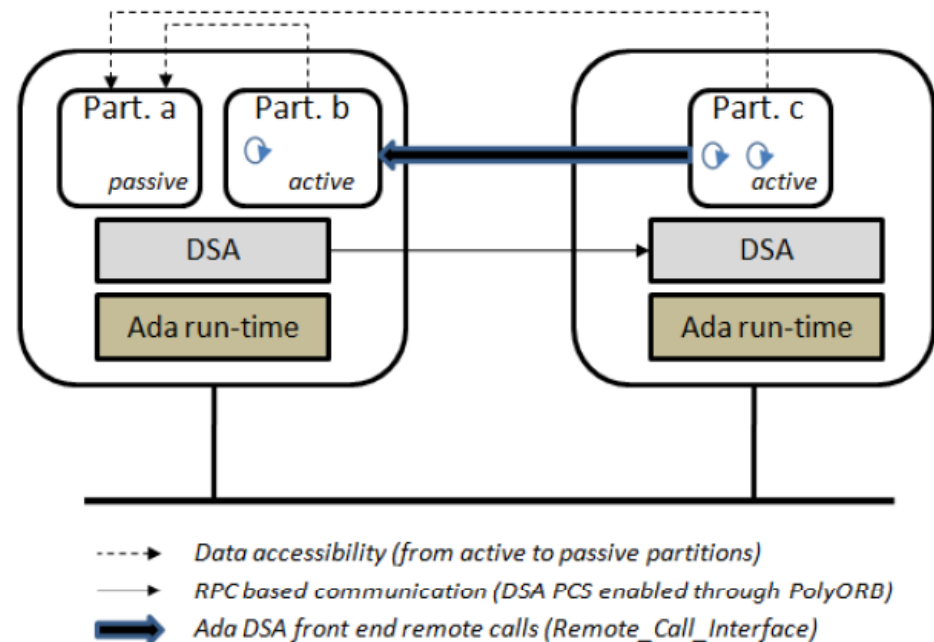 Part. a
passive
Part. b
active
Part. c
active
DSA
DSA
Ada run-time
Ada run-time
Data accessibility (from active to passive partitions)
RPC based communication (DSA PCS enabled through PolyORB)
Ada DSA front end remote calls (Remote_Call_Interface)